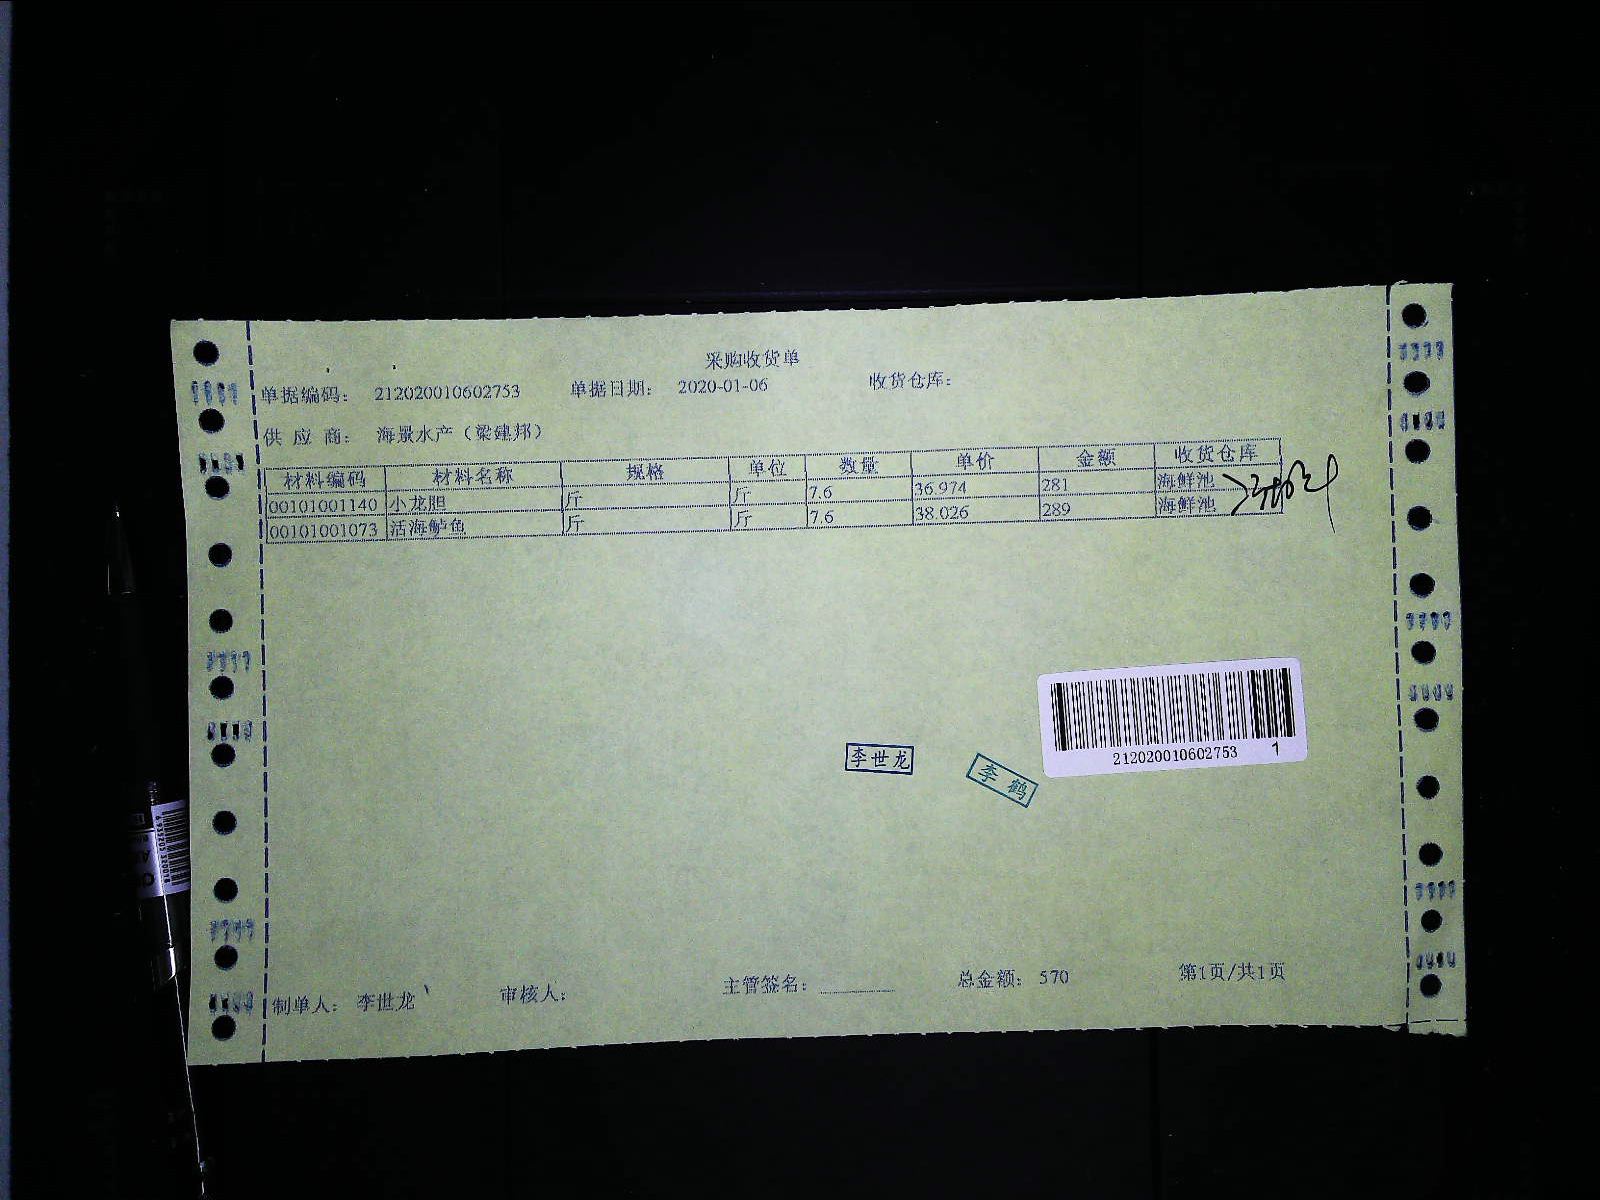 采购收货单
单据编码： 212020010602753 单据日期： 2020-01-06 收货仓库：
供 应 商： 海景水产（梁建邦）
材料编码 材料名称 规格 单位 数量 单价 金额 收货仓库
00101001140 小龙胆 斤 斤 7.6 36.974 281 海鲜池
00101001073 活海鲈鱼 斤 斤 7.6 38.026 289 海鲜池
212020010602753 1
李世龙
李鹤
制单人： 李世龙 审核人： 主管签名： 总金额： 570 第1页/共1页